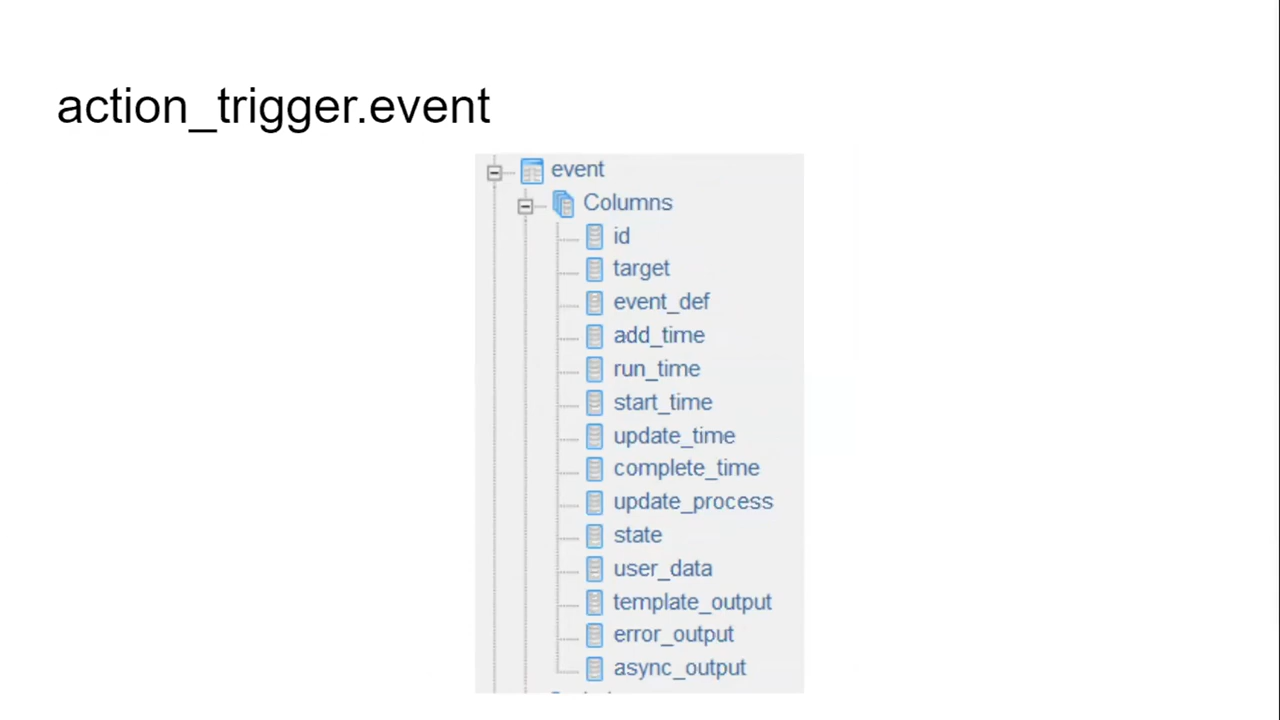 action_trigger.event
event
Columns
id
target
event_def
add_time
run_time
start_time
update_time
complete_time
update_process
state
user_data
template_output
error_output
async_output